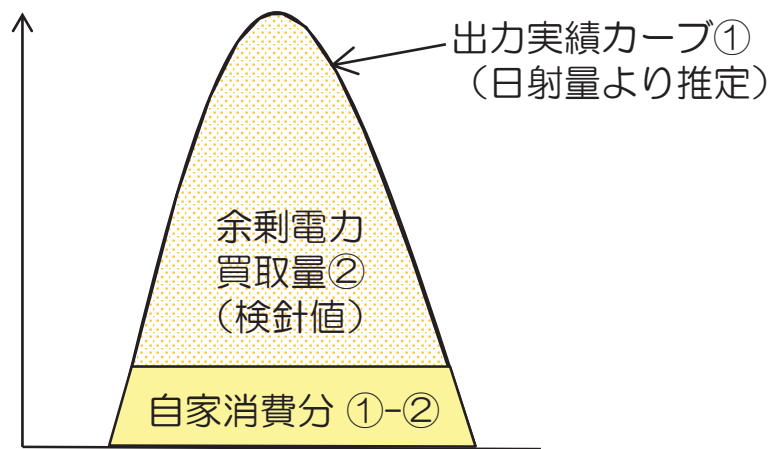 出力実績カーブ①
（日射量より推定）
余剰電力
買取量②
（検針値）
自家消費分 ①-②